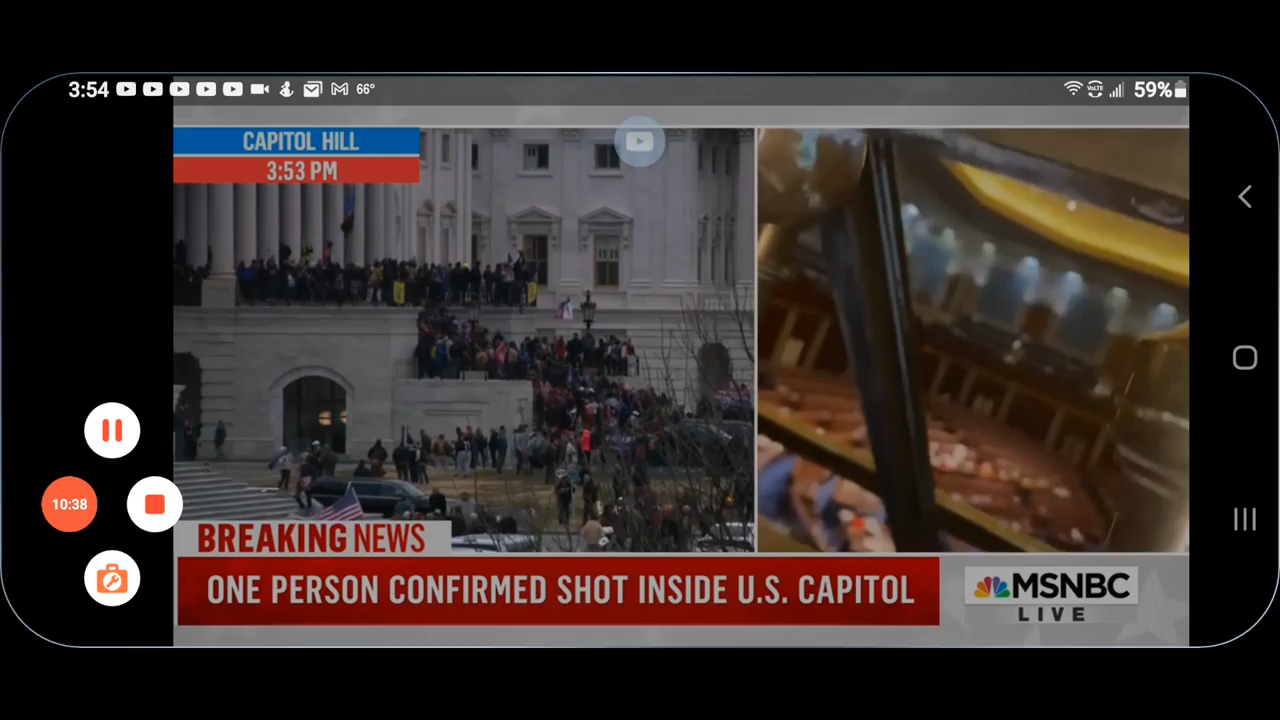 3:54
66°
VoLTE
59%
CAPITOL HILL
3:53 PM
10:38
BREAKING NEWS
ONE PERSON CONFIRMED SHOT INSIDE U.S. CAPITOL
MSNBC
LIVE